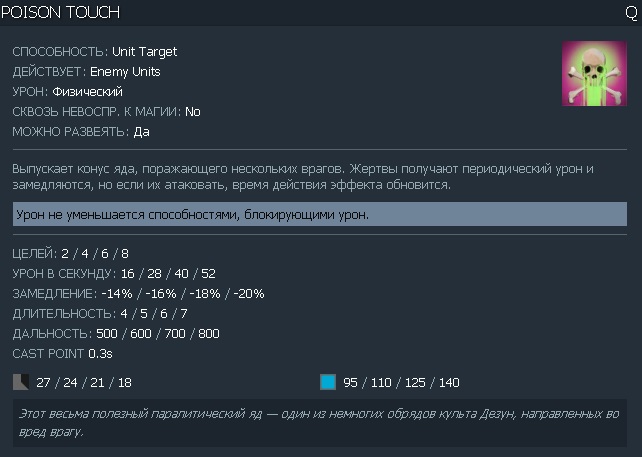 POISON TOUCH Q
СПОСОБНОСТЬ: Unit Target
ДЕЙСТВУЕТ: Enemy Units
УРОН: Физический
СКВОЗЬ НЕВОСПР. К МАГИИ: No
МОЖНО РАЗВЕЯТЬ: Да
Выпускает конус яда, поражающего нескольких врагов. Жертвы получают периодический урон и
замедляются, но если их атаковать, время действия эффекта обновится.
Урон не уменьшается способностями, блокирующими урон.
ЦЕЛЕЙ: 2 / 4 / 6 / 8
УРОН В СЕКУНДУ: 16 / 28 / 40 / 52
ЗАМЕДЛЕНИЕ: -14% / -16% / -18% / -20%
ДЛИТЕЛЬНОСТЬ: 4 / 5 / 6 / 7
ДАЛЬНОСТЬ: 500 / 600 / 700 / 800
CAST POINT 0.3s
27 / 24 / 21 / 18 95 / 110 / 125 / 140
Этот весьма полезный паралитический яд — один из немногих обрядов культа Дезун, направленных во
вред врагу.